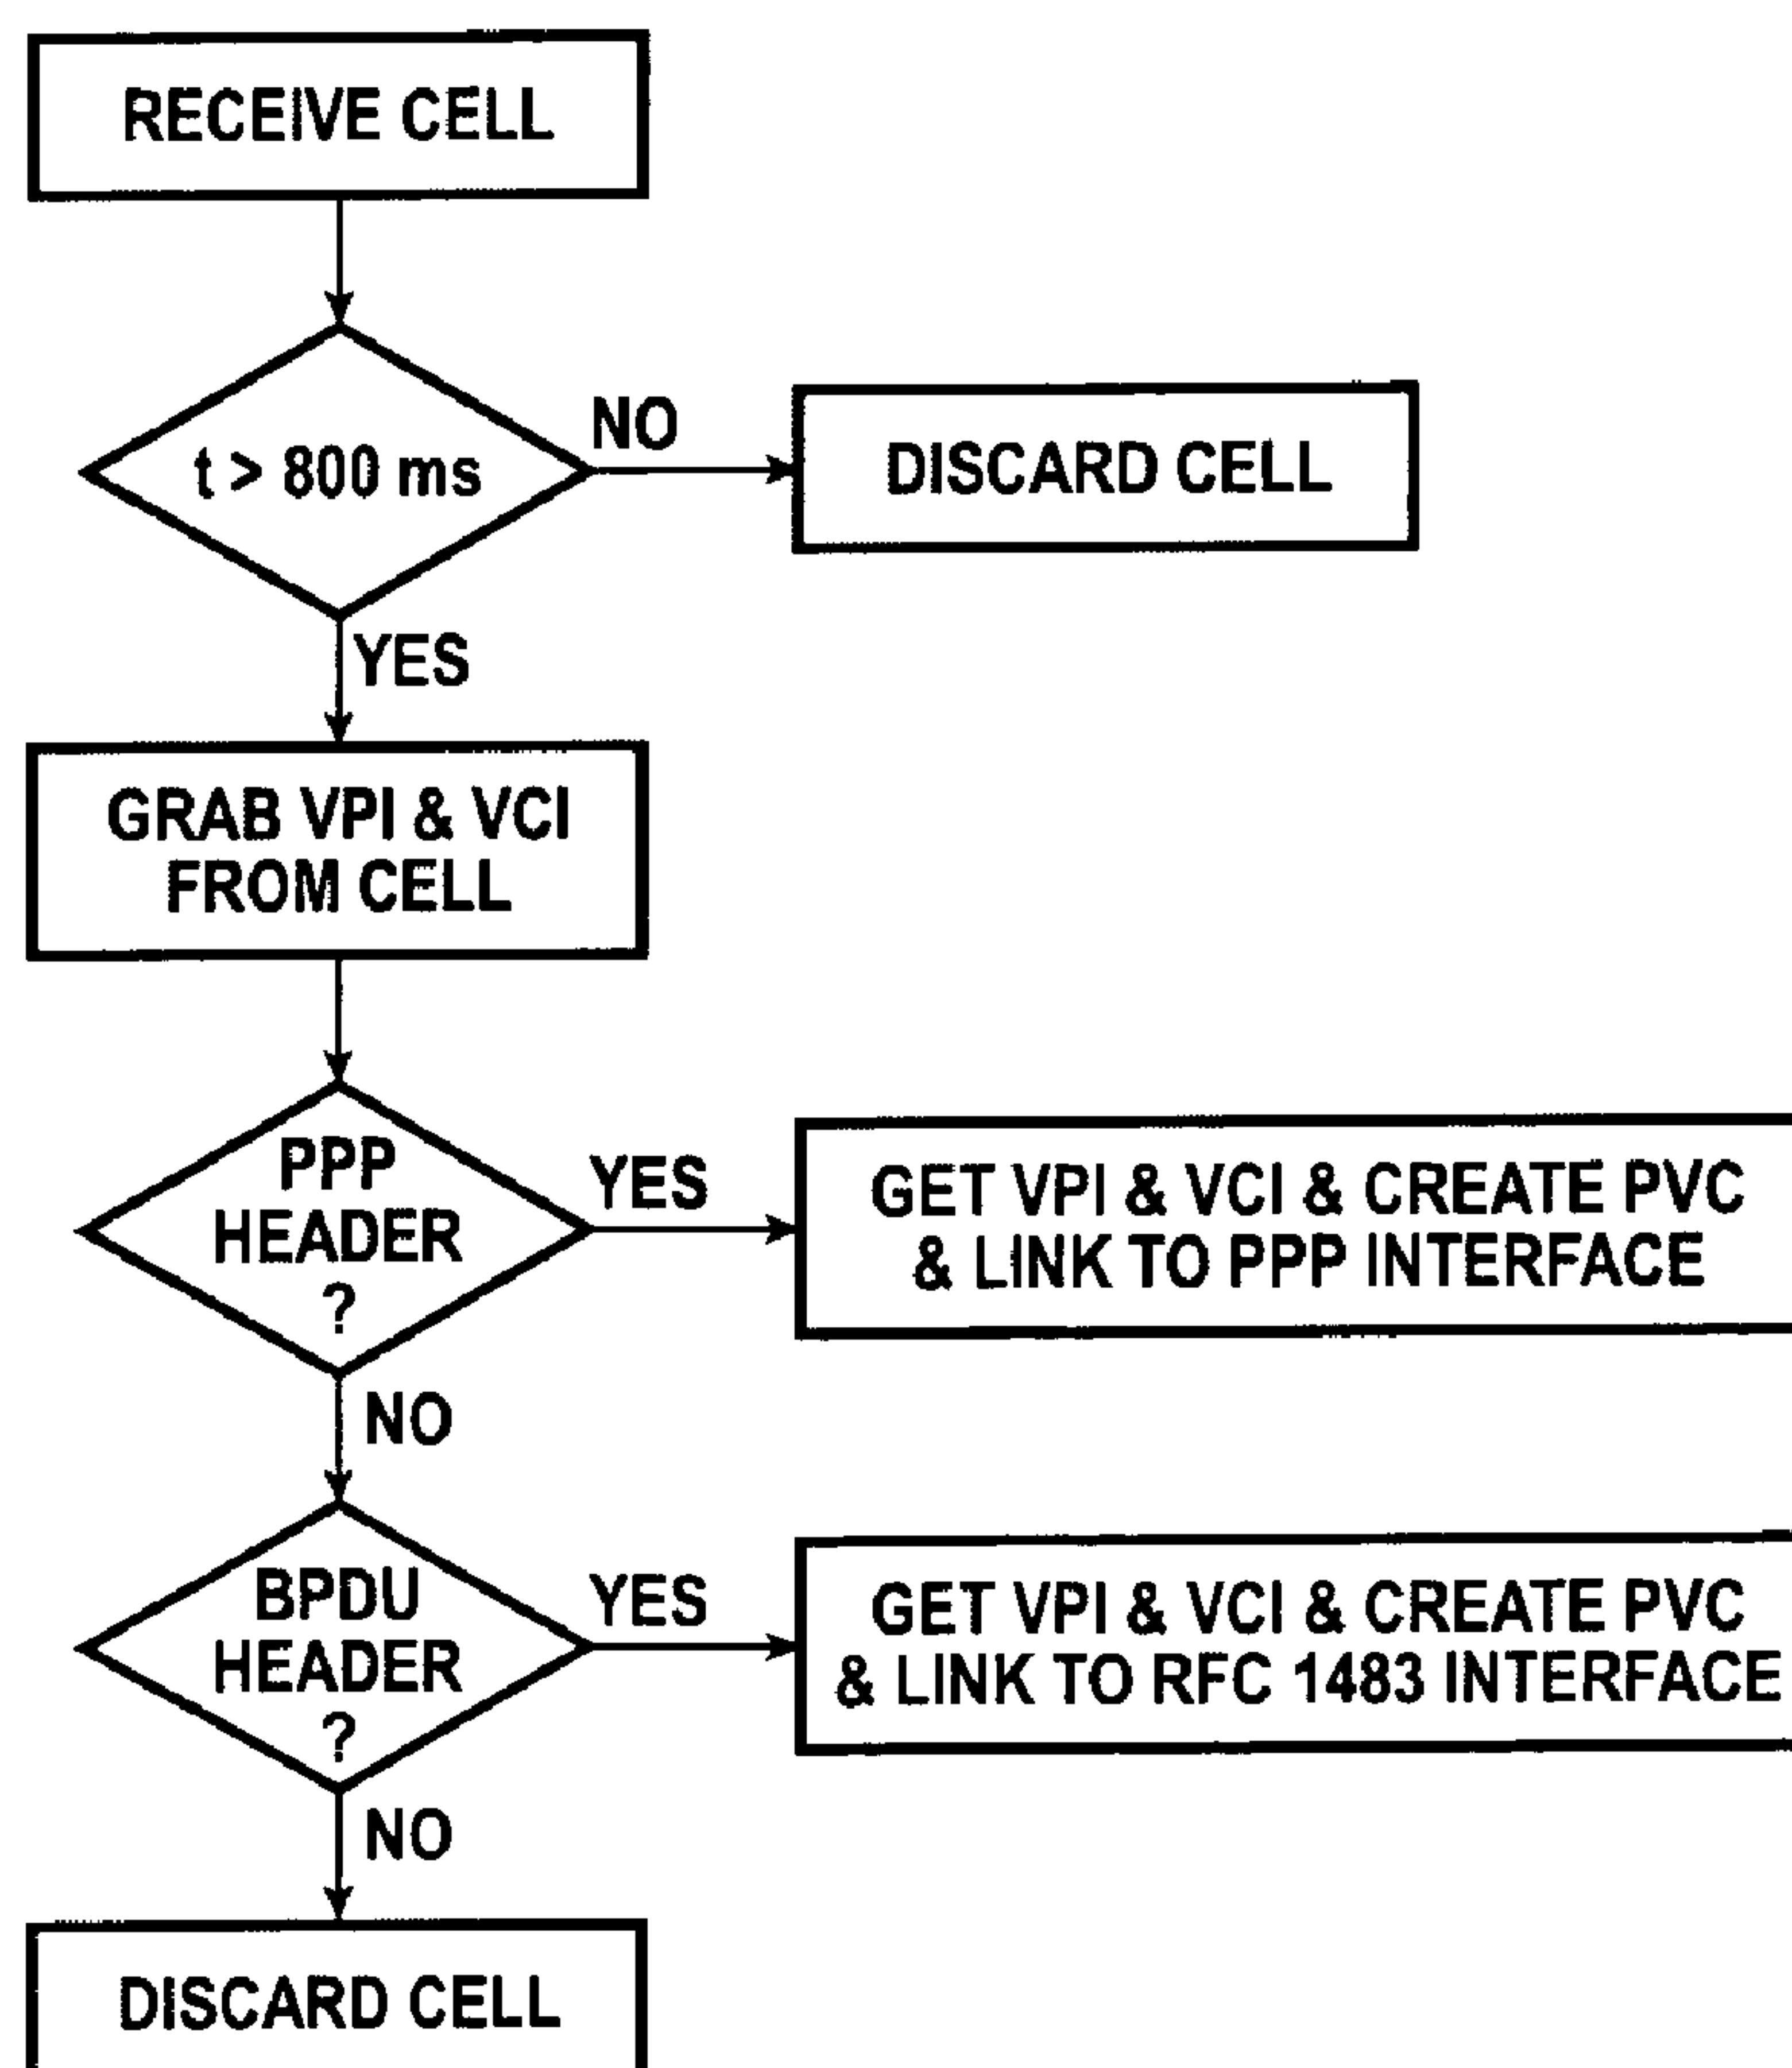 RECEIVE CELL
t > 800 ms
NO
DISCARD CELL
YES
GRAB VPI & VCI
FROM CELL
PPP
HEADER
?
YES
GET VPI & VCI & CREATE PVC
& LINK TO PPP INTERFACE
NO
BPDU
HEADER
?
YES
GET VPI & VCI & CREATE PVC
& LINK TO RFC 1483 INTERFACE
NO
DISCARD CELL